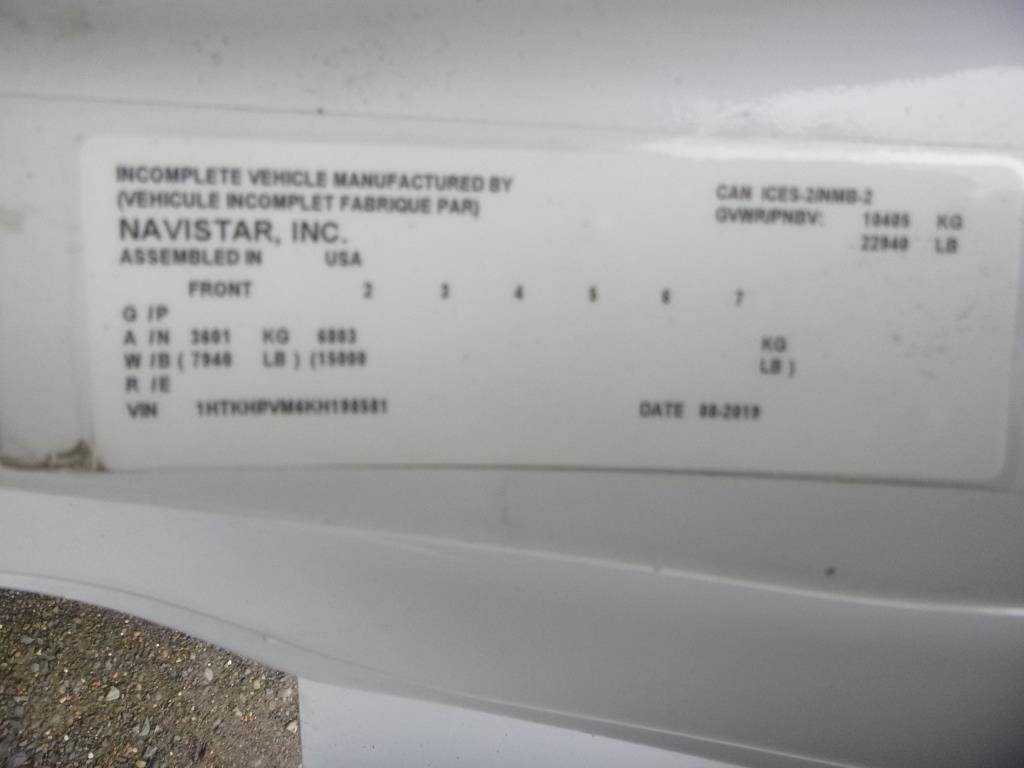 INCOMPLETE VEHICLE MANUFACTURED BY
(VEHICULE INCOMPLET FABRIQUE PAR)
NAVISTAR, INC.
ASSEMBLED IN USA
CAN ICES-2/NMB-2
GVWR/PNBV: 10405 KG
22940 LB
FRONT 2 3 4 5 6 7
G /P
A /N 3601 KG 6803 KG
W /B ( 7940 LB ) (15000 LB )
R /E
VIN
DATE 08-2019